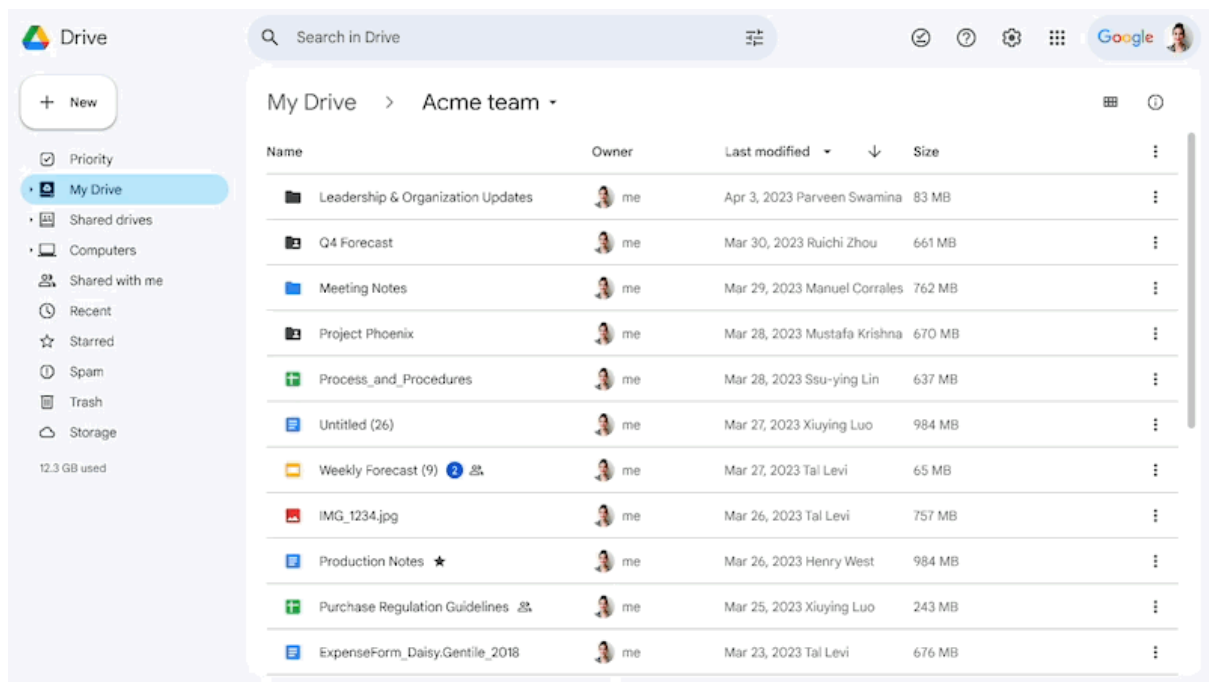 Drive
Search in Drive
Google
New
My Drive > Acme team
Priority
My Drive
Shared drives
Computers
Shared with me
Recent
Starred
Spam
Trash
Storage
12.3 GB used
Name Owner Last modified Size
Leadership & Organization Updates me Apr 3, 2023 Parveen Swamina 83 MB
Q4 Forecast me Mar 30, 2023 Ruichi Zhou 661 MB
Meeting Notes me Mar 29, 2023 Manuel Corrales 762 MB
Project Phoenix me Mar 28, 2023 Mustafa Krishna 670 MB
Process_and_Procedures me Mar 28, 2023 Ssu-ying Lin 637 MB
Untitled (26) me Mar 27, 2023 Xiuying Luo 984 MB
Weekly Forecast (9) 2 me Mar 27, 2023 Tal Levi 65 MB
IMG_1234.jpg me Mar 26, 2023 Tal Levi 757 MB
Production Notes me Mar 26, 2023 Henry West 984 MB
Purchase Regulation Guidelines me Mar 25, 2023 Xiuying Luo 243 MB
ExpenseForm_Daisy.Gentile_2018 me Mar 23, 2023 Tal Levi 676 MB